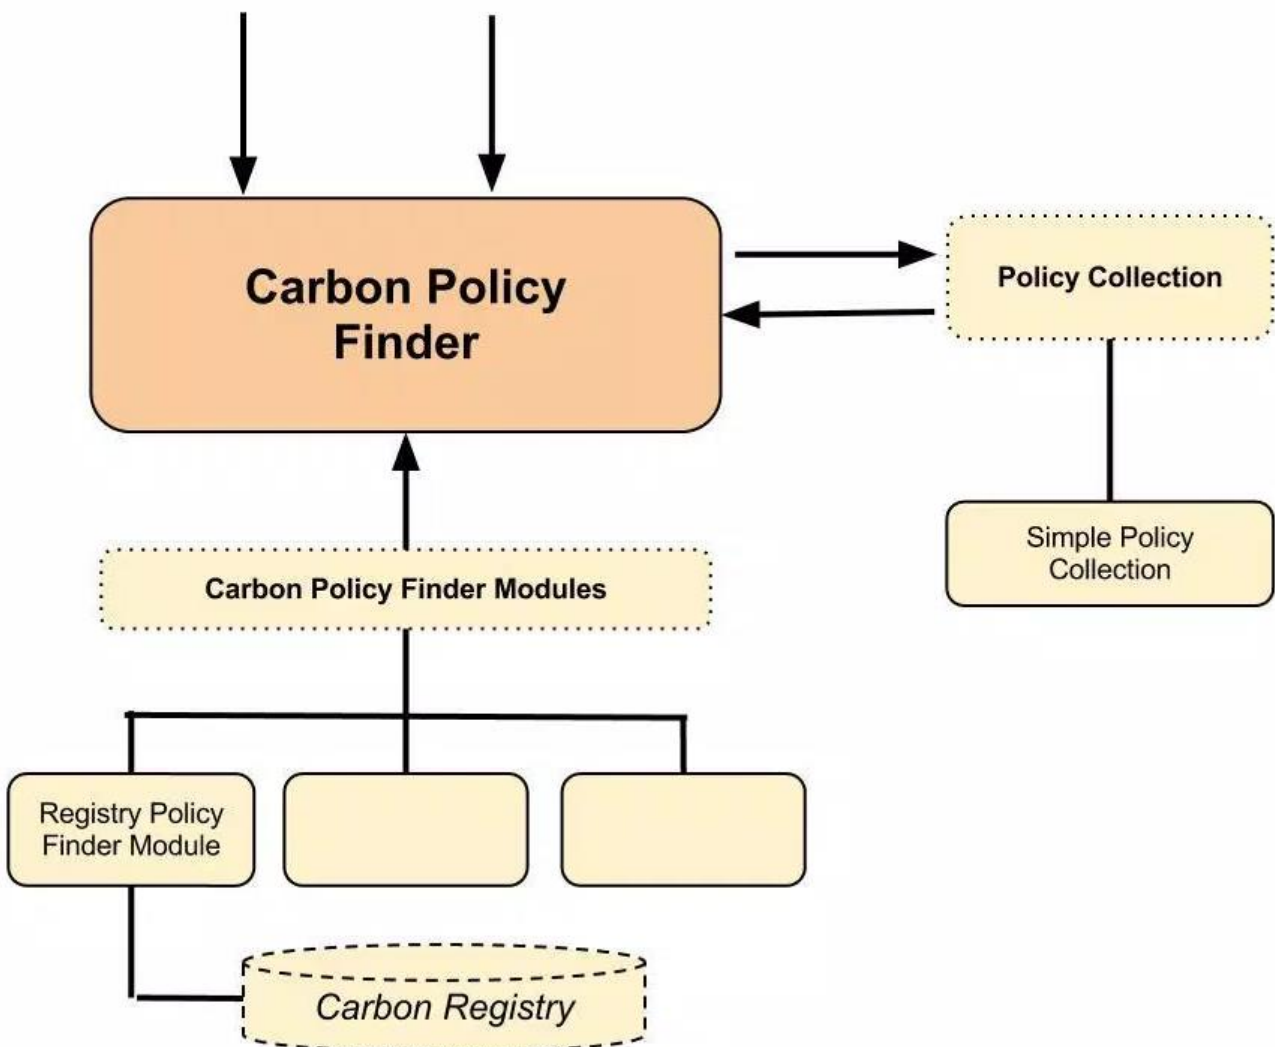 Carbon Policy
Finder
Policy Collection
Simple Policy
Collection
Carbon Policy Finder Modules
Registry Policy
Finder Module
Carbon Registry